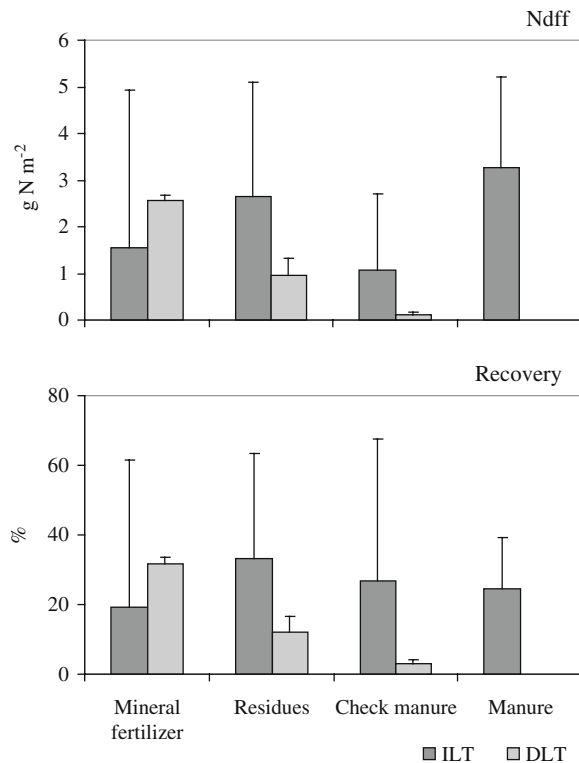 Ndff
6
5
4
3
2
1
0
g N m-2
Recovery
80
60
40
20
0
%
Mineral fertilizer
Residues
Check manure
Manure
ILT
DLT